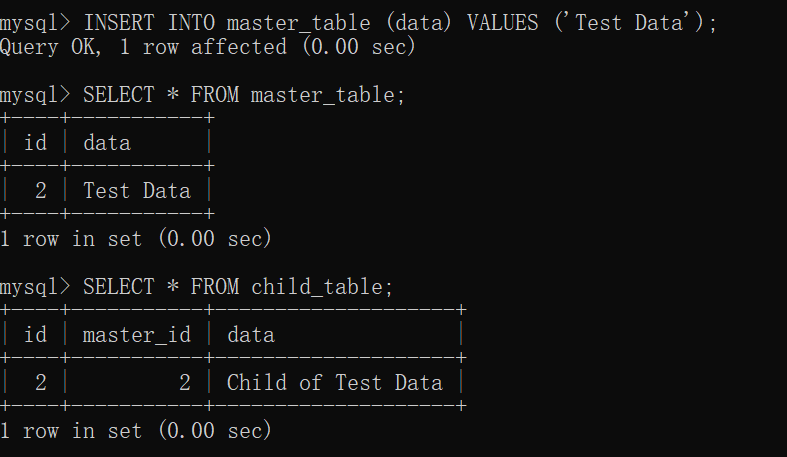 mysql> INSERT INTO master_table (data) VALUES ('Test Data');
Query OK, 1 row affected (0.00 sec)
mysql> SELECT * FROM master_table;
+----+-----------+
| id | data      |
+----+-----------+
|  2 | Test Data |
+----+-----------+
1 row in set (0.00 sec)
mysql> SELECT * FROM child_table;
+----+-----------+--------------------+
| id | master_id | data               |
+----+-----------+--------------------+
|  2 |         2 | Child of Test Data |
+----+-----------+--------------------+
1 row in set (0.00 sec)